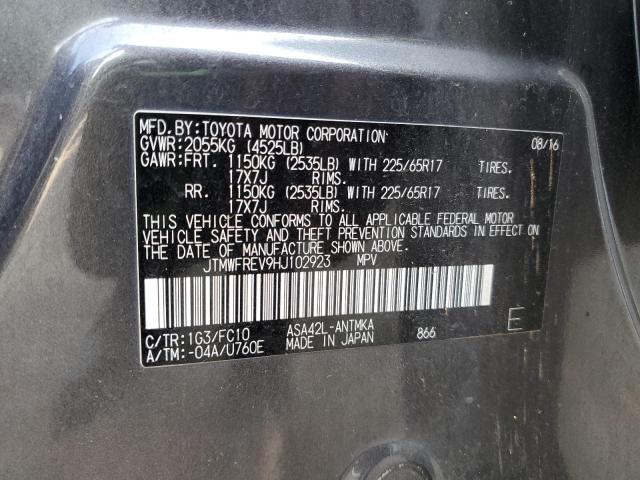 MFD.BY:TOYOTA MOTOR CORPORATION 08/16
GVWR:2055KG (4525LB)
GAWR:FRT. 1150KG (2535LB) WITH 225/65R17 TIRES.
17X7J RIMS.
RR. 1150KG (2535LB) WITH 225/65R17 TIRES.
17X7J RIMS.
THIS VEHICLE CONFORMS TO ALL APPLICABLE FEDERAL MOTOR
VEHICLE SAFETY AND THEFT PREVENTION STANDARDS IN EFFECT ON
THE DATE OF MANUFACTURE SHOWN ABOVE.
JTMWFREV9HJ102923 MPV
C/TR:1G3/FC10 ASA42L-ANTMKA E
A/TM:-04A/U760E MADE IN JAPAN 866